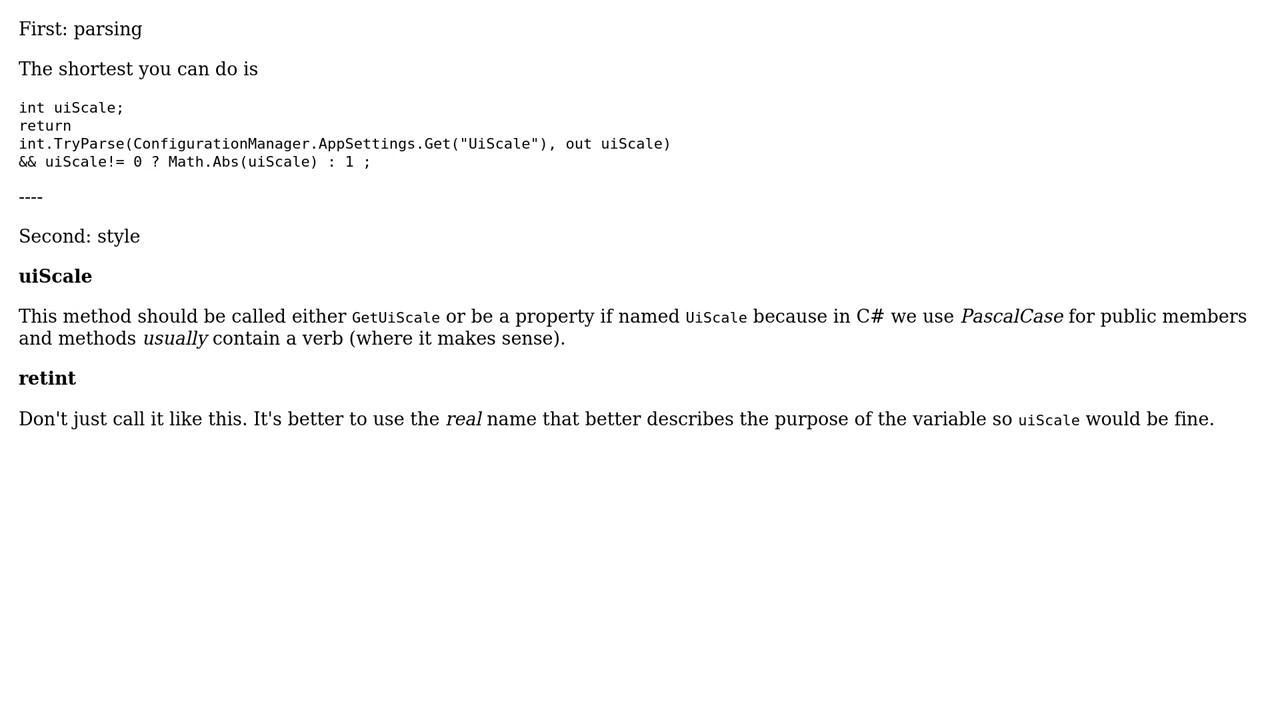 First: parsing
The shortest you can do is
int uiScale;
return
int.TryParse(ConfigurationManager.AppSettings.Get("UiScale"), out uiScale)
&& uiScale!= 0 ? Math.Abs(uiScale) : 1 ;
----
Second: style
uiScale
This method should be called either GetUiScale or be a property if named UiScale because in C# we use PascalCase for public members
and methods usually contain a verb (where it makes sense).
retint
Don't just call it like this. It's better to use the real name that better describes the purpose of the variable so uiScale would be fine.